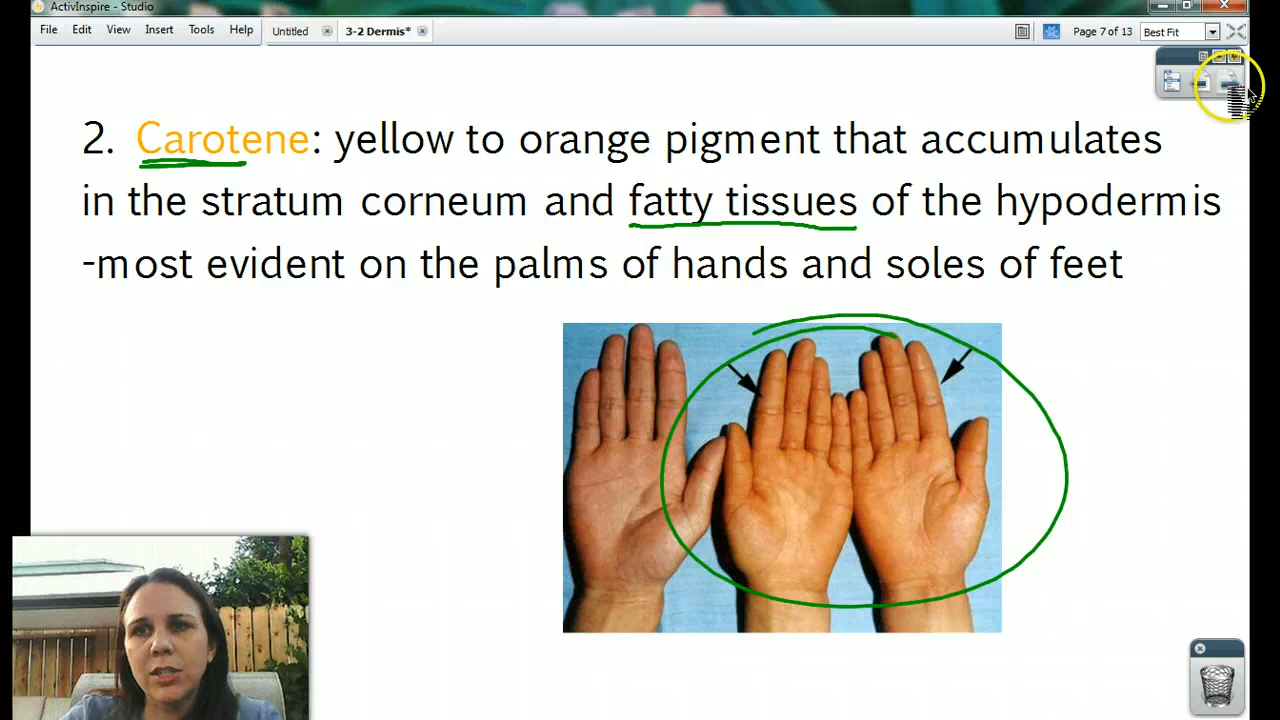 ActivInspire - Studio
File Edit View Insert Tools Help Untitled 3-2 Dermis* Page 7 of 13 Best Fit
2. Carotene: yellow to orange pigment that accumulates
in the stratum corneum and fatty tissues of the hypodermis
-most evident on the palms of hands and soles of feet